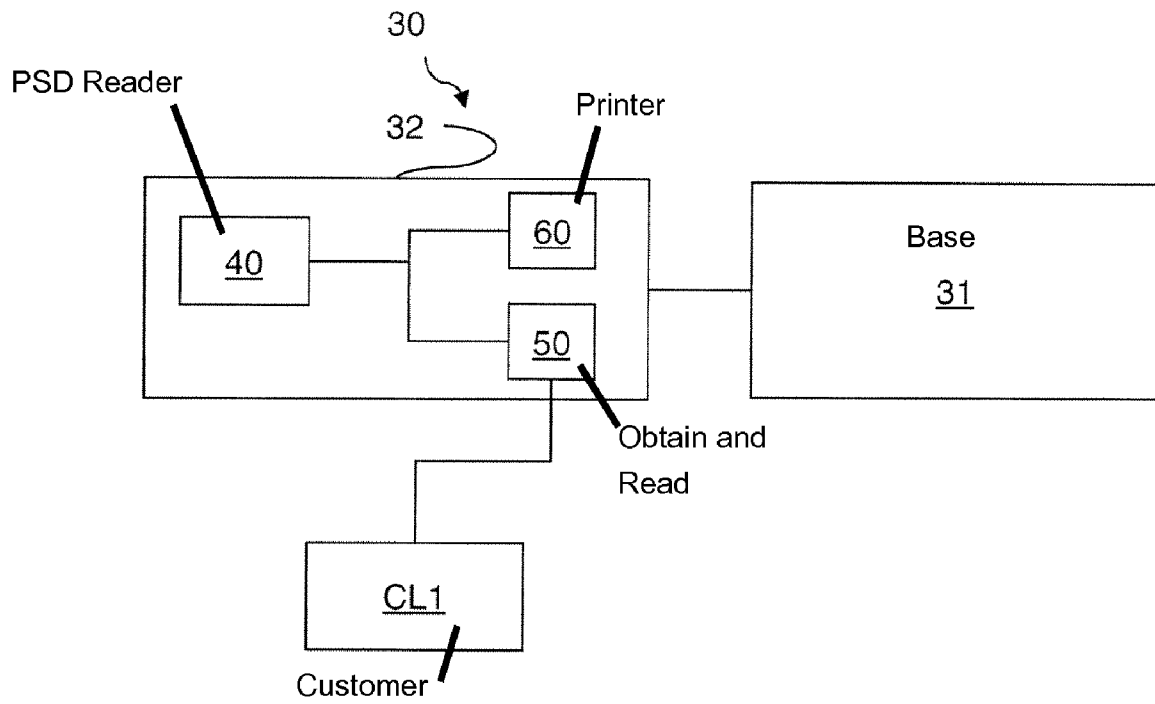 30
PSD Reader
Printer
32
60
40
Base
31
50
Obtain and
Read
CL1
Customer